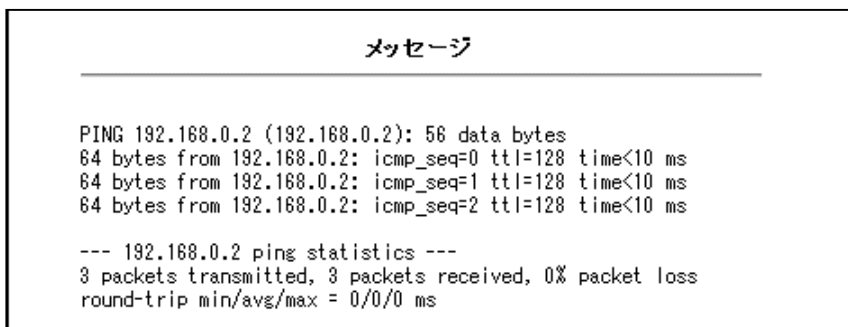 メッセージ
PING 192.168.0.2 (192.168.0.2): 56 data bytes
64 bytes from 192.168.0.2: icmp_seq=0 ttl=128 time<10 ms
64 bytes from 192.168.0.2: icmp_seq=1 ttl=128 time<10 ms
64 bytes from 192.168.0.2: icmp_seq=2 ttl=128 time<10 ms
--- 192.168.0.2 ping statistics ---
3 packets transmitted, 3 packets received, 0% packet loss
round-trip min/avg/max = 0/0/0 ms